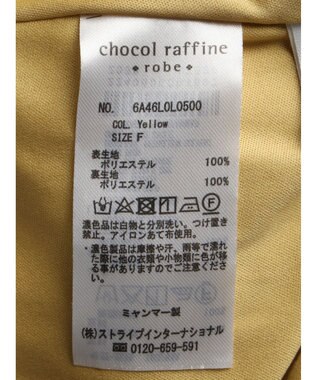 chocol raffine
robe
NO. 6A46L0L0500
COL. Yellow
SIZE F
表生地
ポリエステル 100%
裏生地
ポリエステル 100%
濃色品は白物と分別洗い。つけ置き
禁止、アイロンあて布使用。
・濃色製品は摩擦や汗、雨等で濡れ
た際に他の衣類や小物類に色が移る
ことがありますのでご注意ください。
ミャンマー製
(株)ストライプインターナショナル
0120-659-591